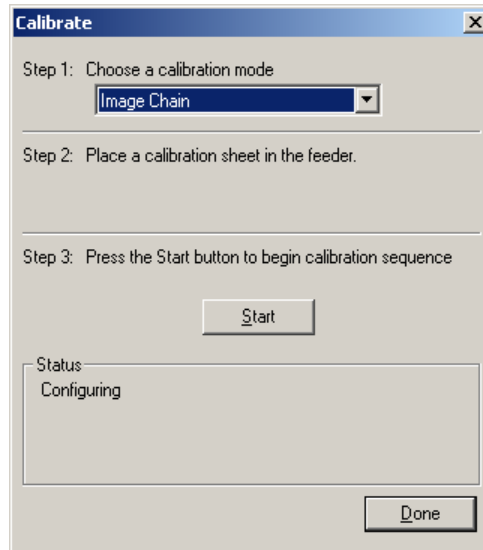 Calibrate
Step 1: Choose a calibration mode
Image Chain
Step 2: Place a calibration sheet in the feeder.
Step 3: Press the Start button to begin calibration sequence
Start
Status
Configuring
Done